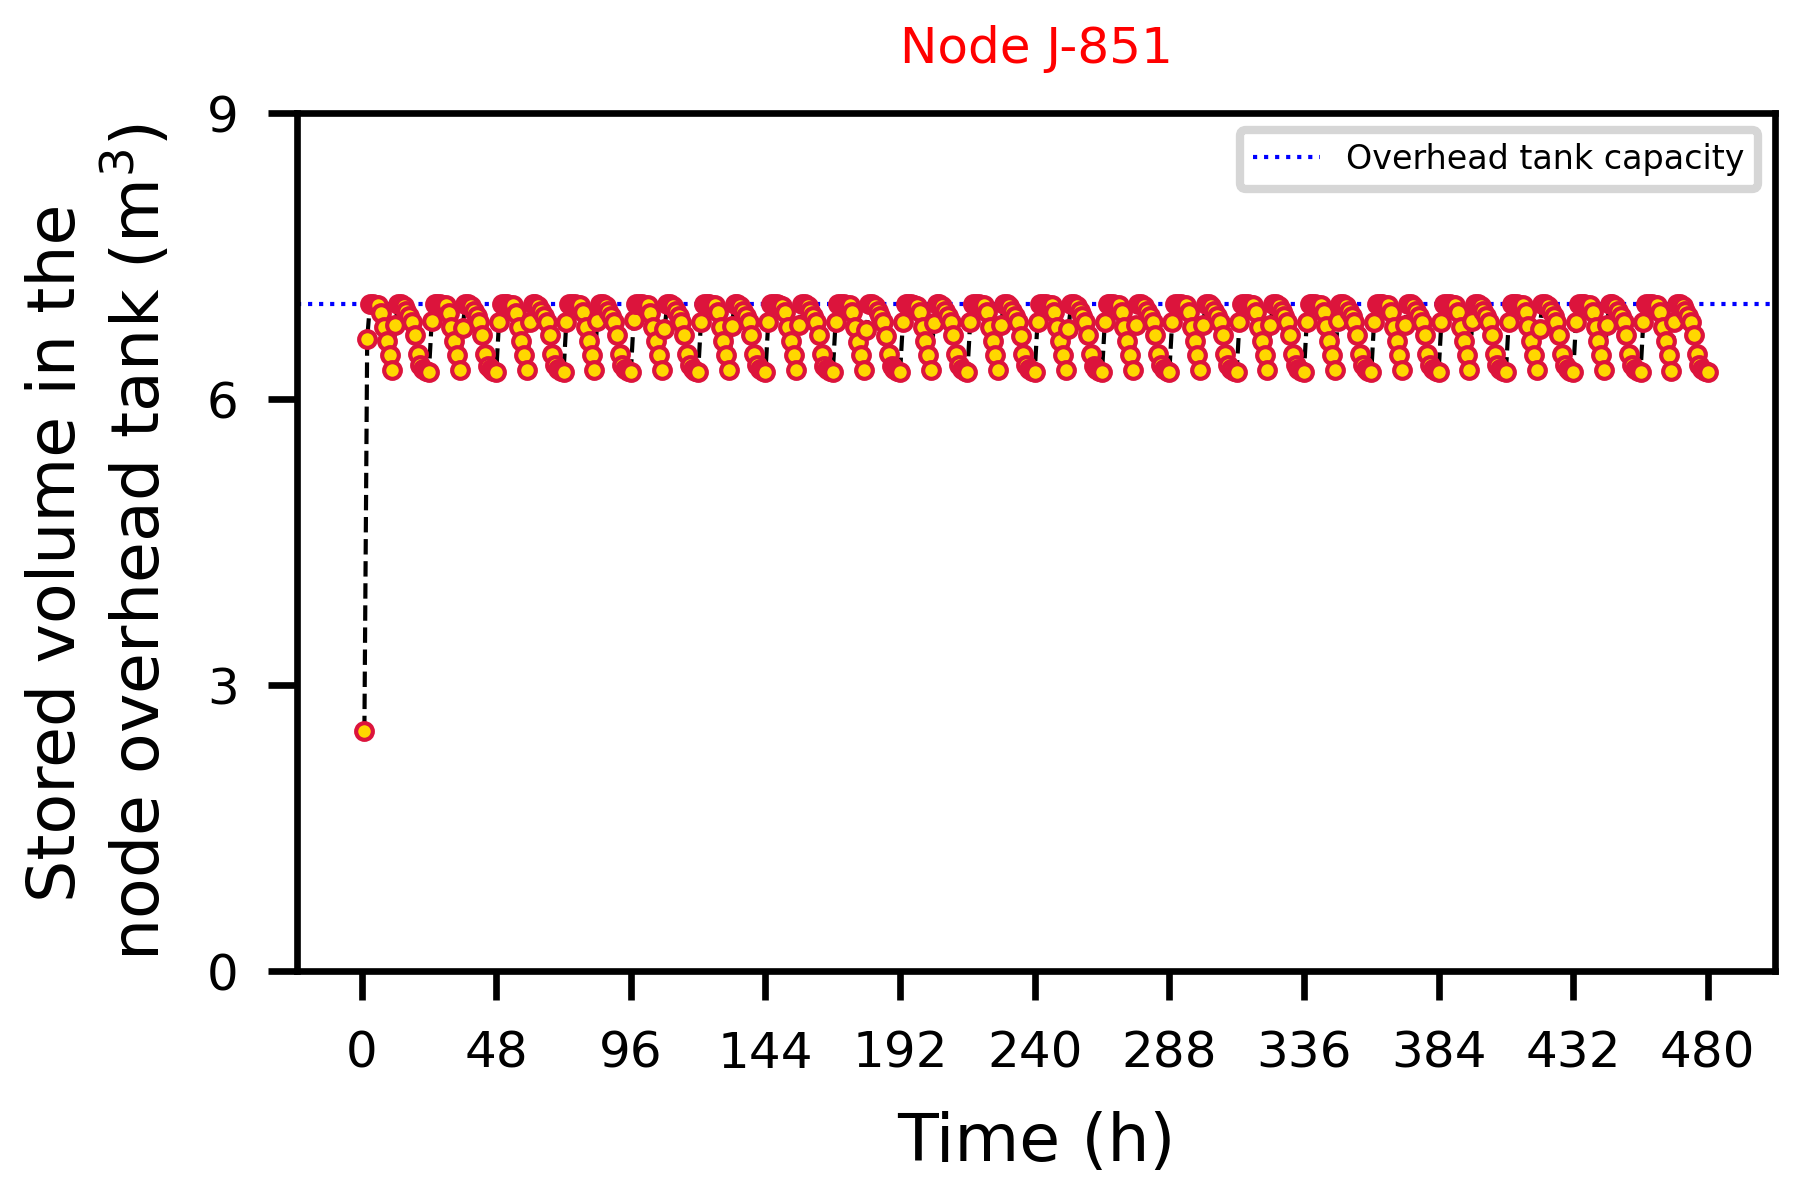 Node J-851
Stored volume in the
node overhead tank (m³)
9
6
3
0
Overhead tank capacity
0 48 96 144 192 240 288 336 384 432 480
Time (h)